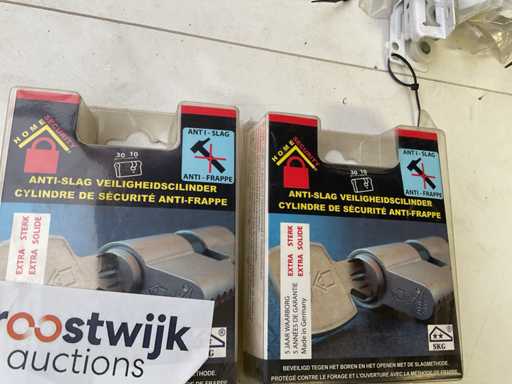 HOME SECURITY
ANTI - SLAG
ANTI - FRAPPE
30 10
ANTI-SLAG VEILIGHEIDSCILINDER
CYLINDRE DE SÉCURITÉ ANTI-FRAPPE
EXTRA STERK
EXTRA SOLIDE
roostwijk
auctions
HOME SECURITY
ANTI - SLAG
ANTI - FRAPPE
30 10
ANTI-SLAG VEILIGHEIDSCILINDER
CYLINDRE DE SÉCURITÉ ANTI-FRAPPE
EXTRA STERK
EXTRA SOLIDE
5 JAAR WAARBORG
5 ANNÉES DE GARANTIE
Made in Germany
SKG
BEVEILIGD TEGEN HET BOREN EN HET OPENEN MET DE SLAGMETHODE.
PROTÉGÉ CONTRE LE FORAGE ET L'OUVERTURE AVEC LA MÉTHODE DE FRAPPE.